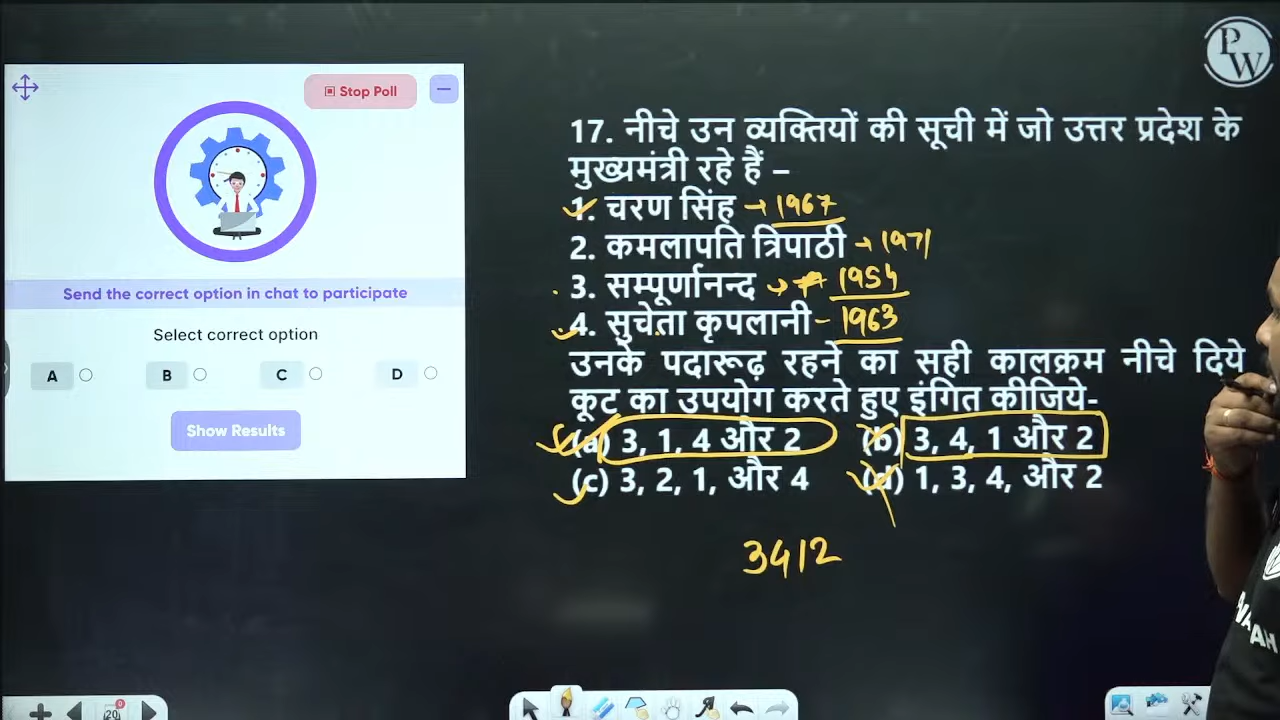 PW
Stop Poll
Send the correct option in chat to participate
Select correct option
A
B
C
D
Show Results
17. नीचे उन व्यक्तियों की सूची में जो उत्तर प्रदेश के
मुख्यमंत्री रहे हैं –
1. चरण सिंह → 1967
2. कमलापति त्रिपाठी → 1971
3. सम्पूर्णानन्द → 1954
4. सुचेता कृपलानी – 1963
उनके पदारूढ़ रहने का सही कालक्रम नीचे दिये
कूट का उपयोग करते हुए इंगित कीजिये-
(a) 3, 1, 4 और 2 (b) 3, 4, 1 और 2
(c) 3, 2, 1, और 4 (d) 1, 3, 4, और 2
3412
20